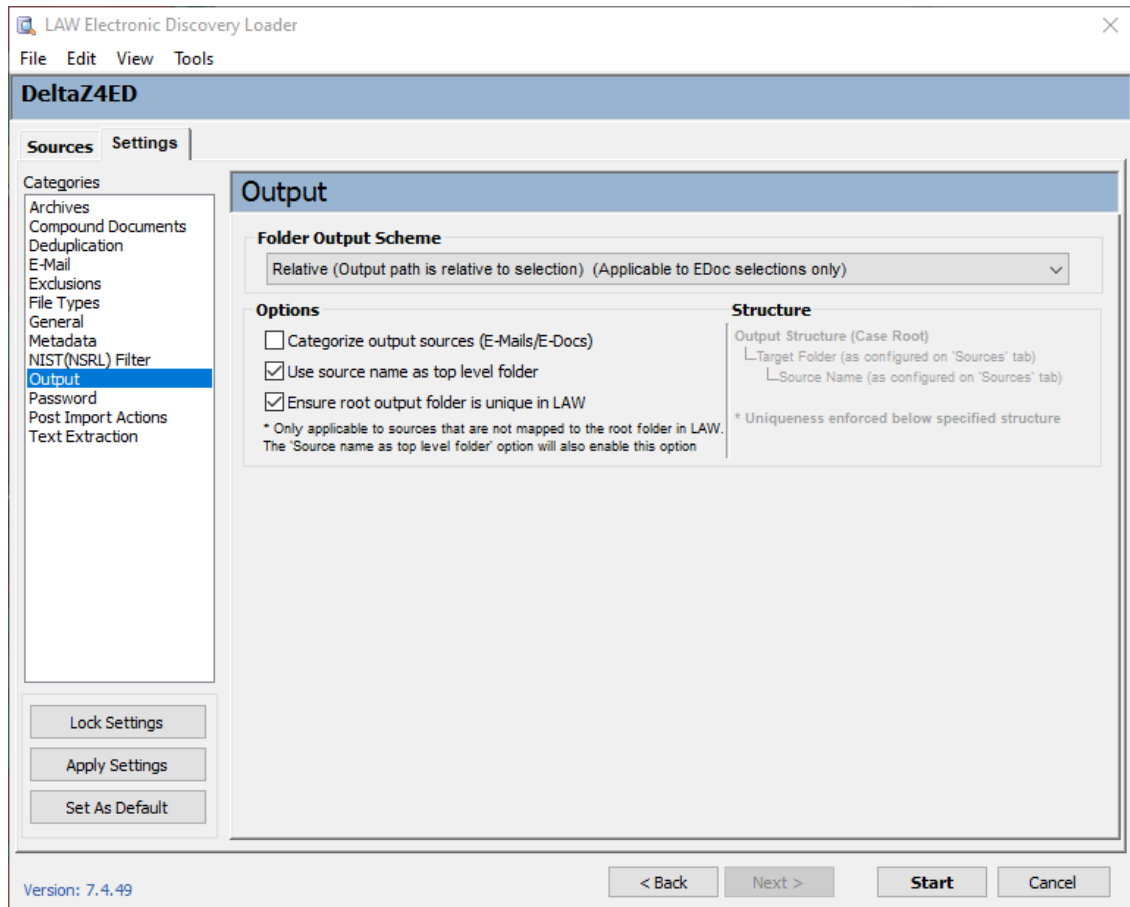 LAW Electronic Discovery Loader
File Edit View Tools
DeltaZ4ED
Sources Settings
Categories
Archives
Compound Documents
Deduplication
E-Mail
Exclusions
File Types
General
Metadata
NIST(NSRL) Filter
Output
Password
Post Import Actions
Text Extraction
Lock Settings
Apply Settings
Set As Default
Output
Folder Output Scheme
Relative (Output path is relative to selection) (Applicable to EDoc selections only)
Options
Categorize output sources (E-Mails/E-Docs)
Use source name as top level folder
Ensure root output folder is unique in LAW
* Only applicable to sources that are not mapped to the root folder in LAW.
The 'Source name as top level folder' option will also enable this option
Structure
Output Structure (Case Root)
Target Folder (as configured on 'Sources' tab)
Source Name (as configured on 'Sources' tab)
* Uniqueness enforced below specified structure
Version: 7.4.49
< Back Next > Start Cancel